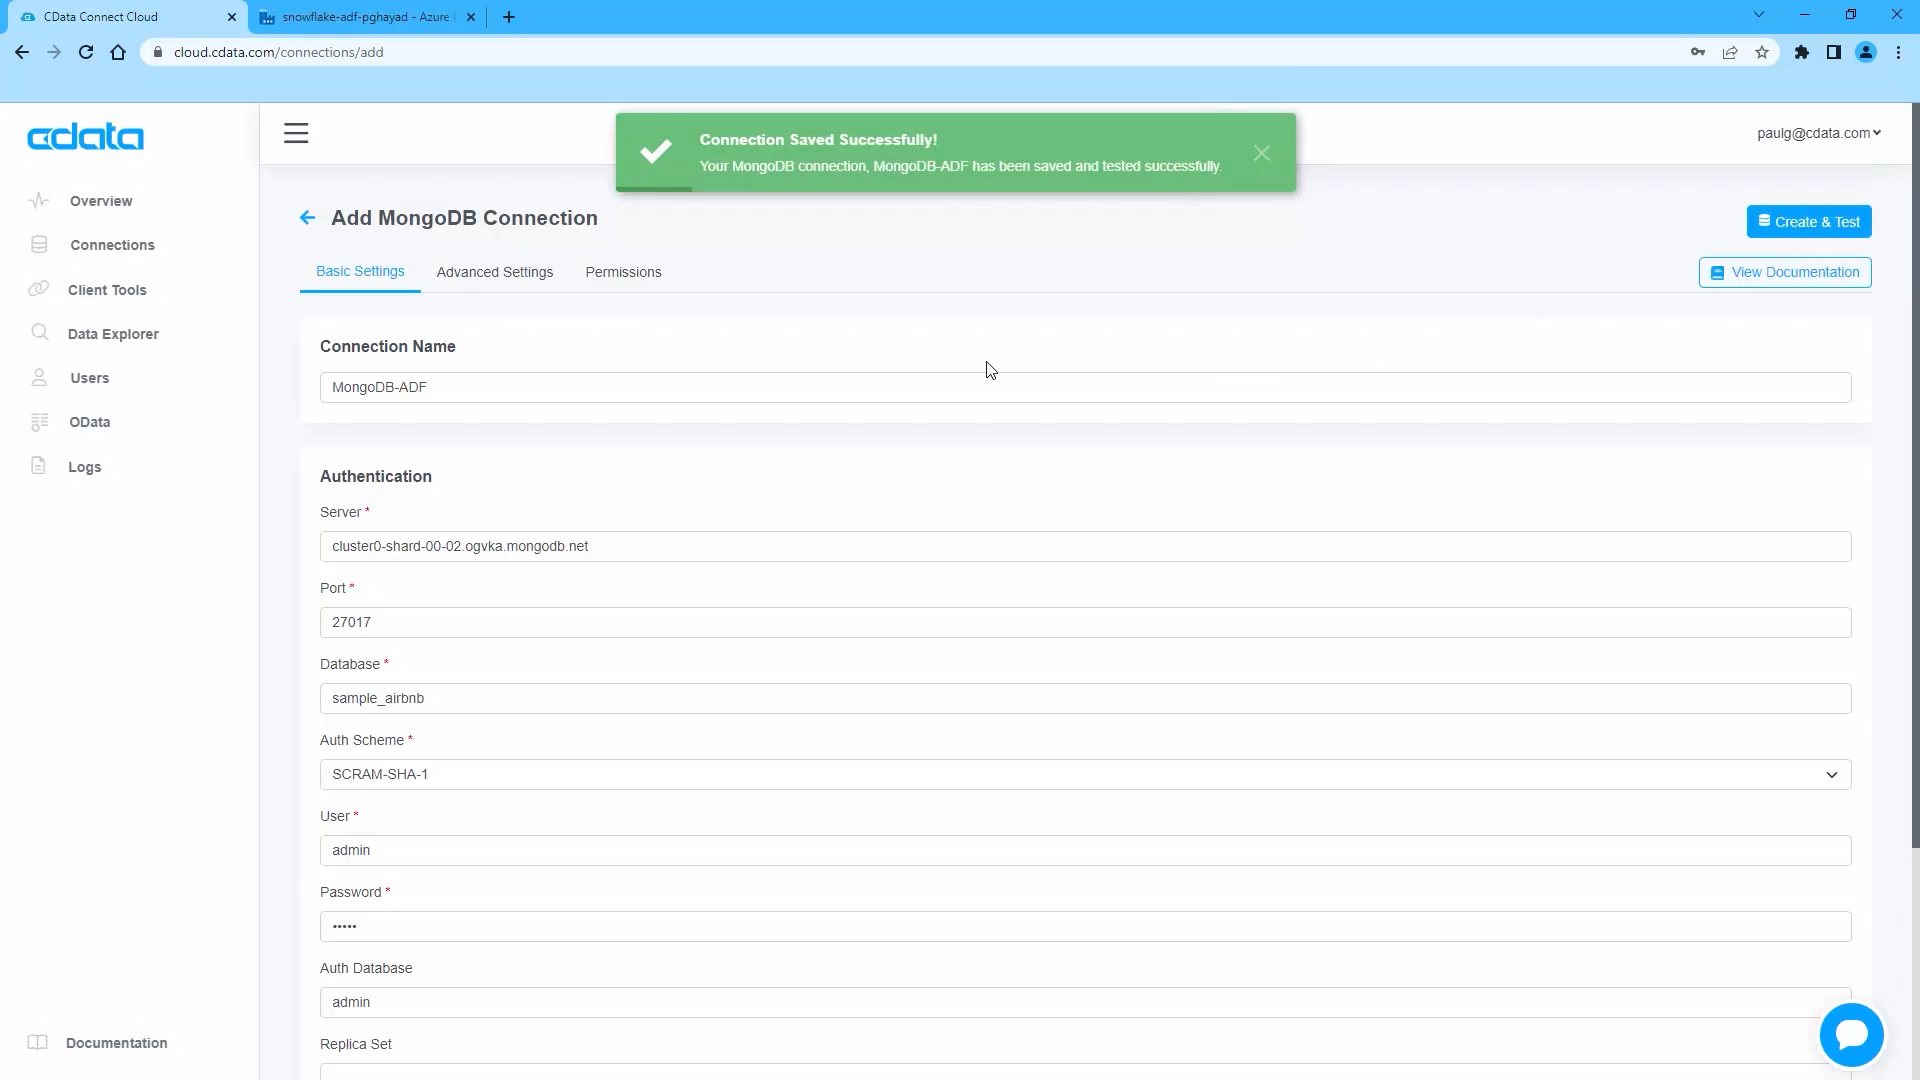 CData Connect Cloud
snowflake-adf-pghayad - Azure
cloud.cdata.com/connections/add
cdata
Connection Saved Successfully!
Your MongoDB connection, MongoDB-ADF has been saved and tested successfully.
paulg@cdata.com
Overview
Connections
Client Tools
Data Explorer
Users
OData
Logs
Documentation
Add MongoDB Connection
Create & Test
Basic Settings
Advanced Settings
Permissions
View Documentation
Connection Name
MongoDB-ADF
Authentication
Server *
cluster0-shard-00-02.ogvka.mongodb.net
Port *
27017
Database *
sample_airbnb
Auth Scheme *
SCRAM-SHA-1
User *
admin
Password *
•••••
Auth Database
admin
Replica Set